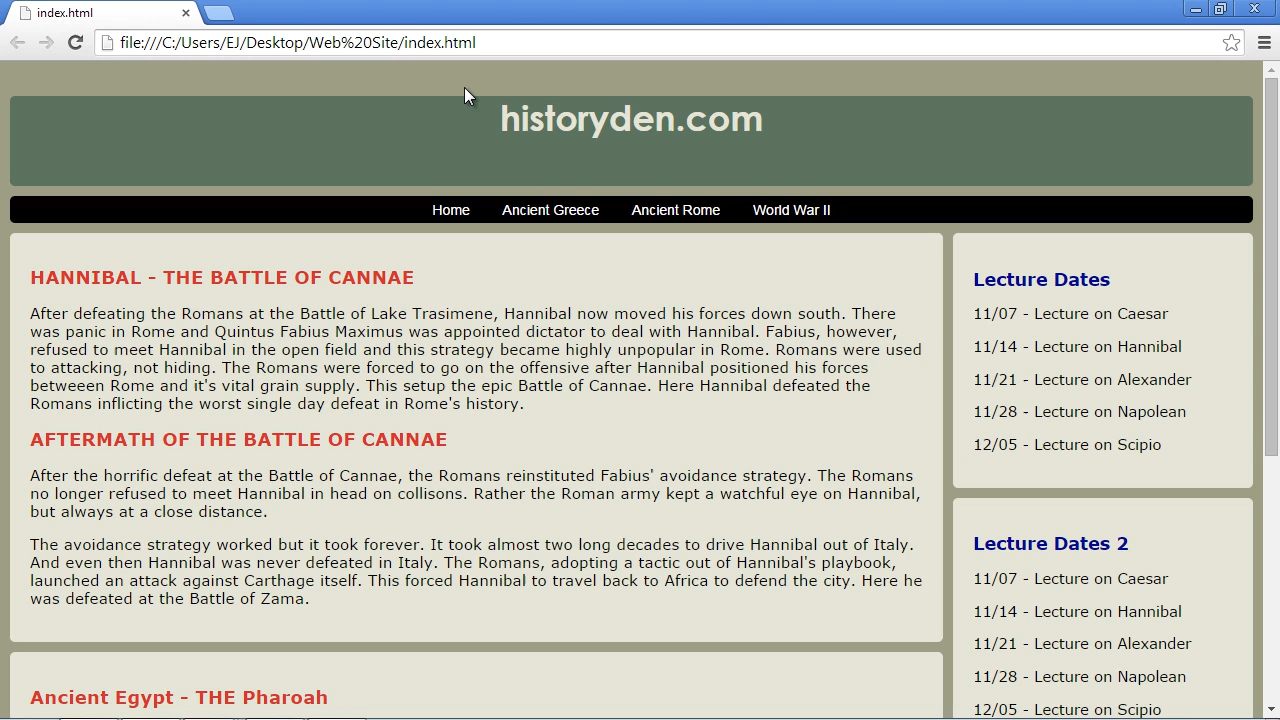 index.html
file:///C:/Users/EJ/Desktop/Web%20Site/index.html
historyden.com
Home Ancient Greece Ancient Rome World War II
HANNIBAL - THE BATTLE OF CANNAE
After defeating the Romans at the Battle of Lake Trasimene, Hannibal now moved his forces down south. There
was panic in Rome and Quintus Fabius Maximus was appointed dictator to deal with Hannibal. Fabius, however,
refused to meet Hannibal in the open field and this strategy became highly unpopular in Rome. Romans were used
to attacking, not hiding. The Romans were forced to go on the offensive after Hannibal positioned his forces
betweeen Rome and it's vital grain supply. This setup the epic Battle of Cannae. Here Hannibal defeated the
Romans inflicting the worst single day defeat in Rome's history.
AFTERMATH OF THE BATTLE OF CANNAE
After the horrific defeat at the Battle of Cannae, the Romans reinstituted Fabius' avoidance strategy. The Romans
no longer refused to meet Hannibal in head on collisons. Rather the Roman army kept a watchful eye on Hannibal,
but always at a close distance.
The avoidance strategy worked but it took forever. It took almost two long decades to drive Hannibal out of Italy.
And even then Hannibal was never defeated in Italy. The Romans, adopting a tactic out of Hannibal's playbook,
launched an attack against Carthage itself. This forced Hannibal to travel back to Africa to defend the city. Here he
was defeated at the Battle of Zama.
Ancient Egypt - THE Pharoah
Lecture Dates
11/07 - Lecture on Caesar
11/14 - Lecture on Hannibal
11/21 - Lecture on Alexander
11/28 - Lecture on Napolean
12/05 - Lecture on Scipio
Lecture Dates 2
11/07 - Lecture on Caesar
11/14 - Lecture on Hannibal
11/21 - Lecture on Alexander
11/28 - Lecture on Napolean
12/05 - Lecture on Scipio